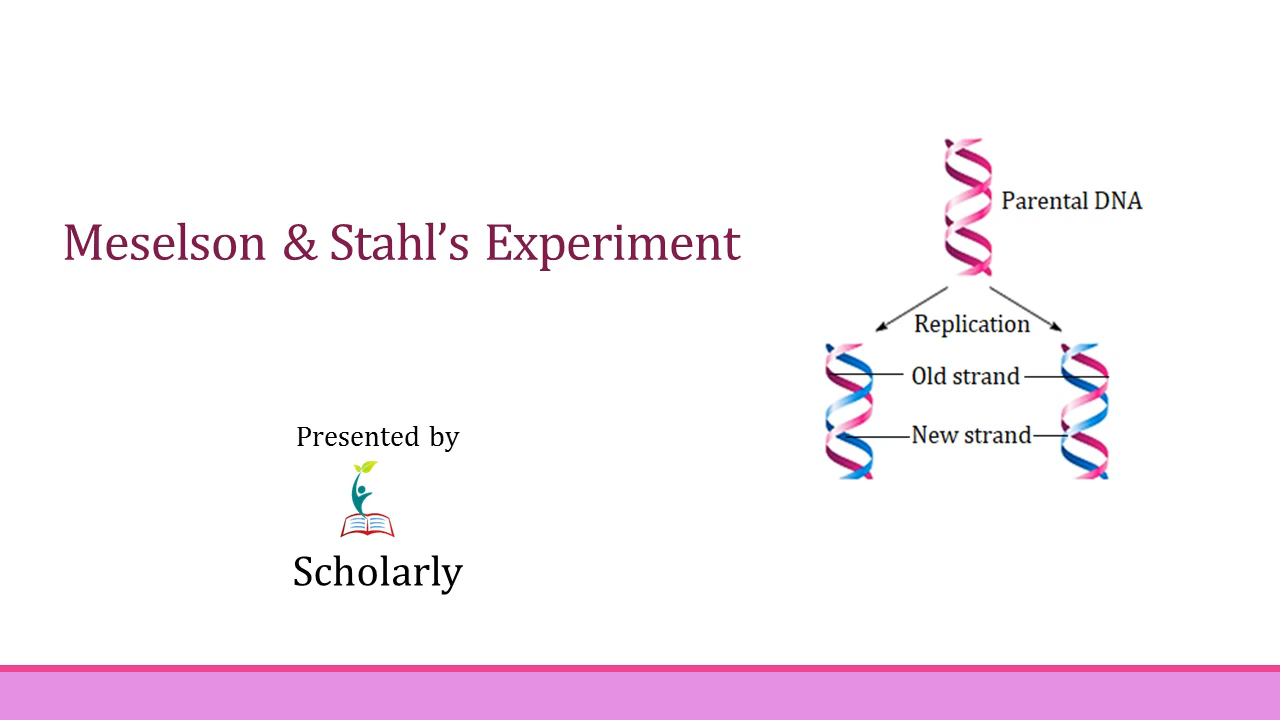 Meselson & Stahl’s Experiment
Presented by
Scholarly
Parental DNA
Replication
Old strand
New strand